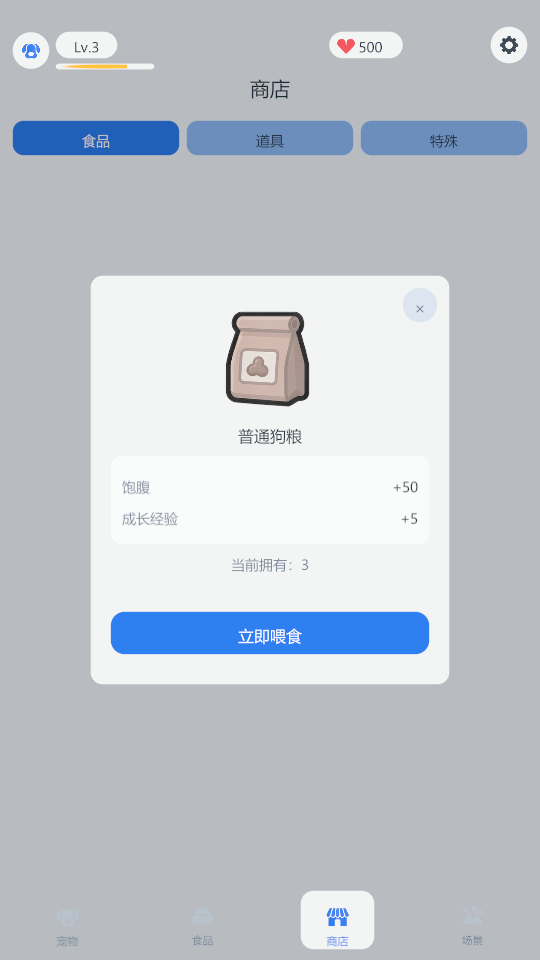 Lv.3
500
商店
食品 道具 特殊
×
普通狗粮
饱腹 +50
成长经验 +5
当前拥有：3
立即喂食
宠物 食品 商店 场景